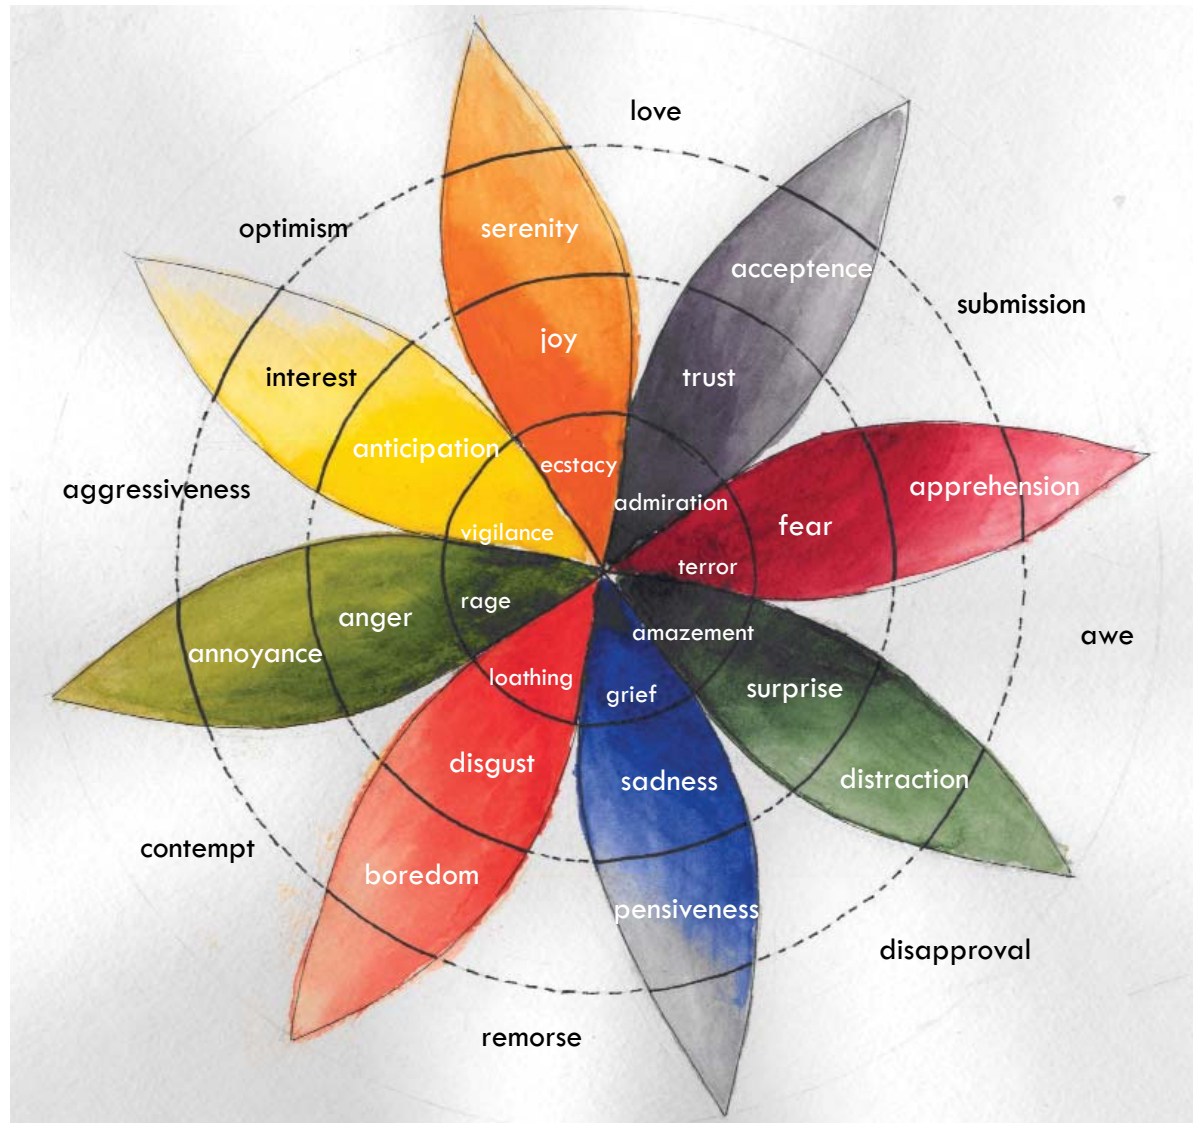 love
optimism
serenity
acceptence
submission
joy
interest
trust
anticipation
ecstacy
admiration
apprehension
aggressiveness
fear
vigilance
terror
rage
anger
amazement
awe
annoyance
loathing
grief
surprise
disgust
sadness
distraction
contempt
boredom
pensiveness
disapproval
remorse